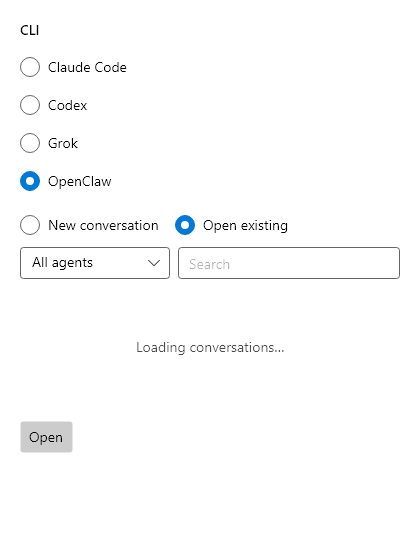 CLI
Claude Code
Codex
Grok
OpenClaw
New conversation Open existing
All agents Search
Loading conversations...
Open